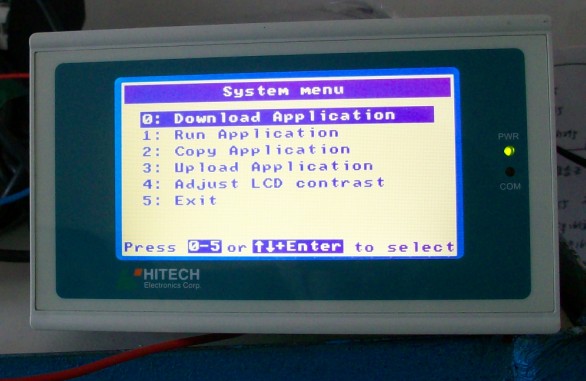 System menu
0: Download Application
1: Run Application
2: Copy Application
3: Upload Application
4: Adjust LCD contrast
5: Exit
Press 0-5 or ↑↓+Enter to select
PWR
COM
HITECH
Electronics Corp.